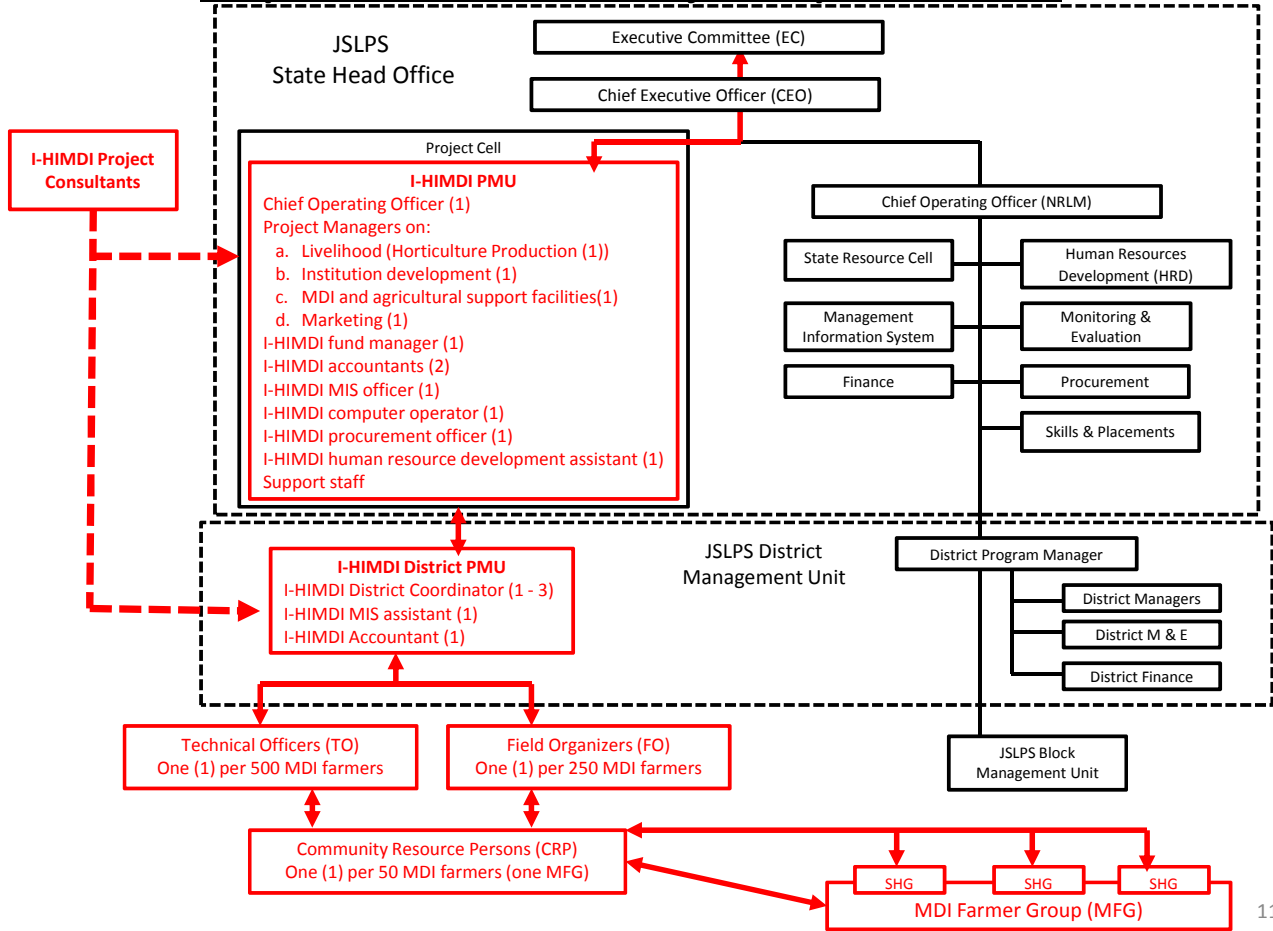 JSLPS
State Head Office
Executive Committee (EC)
Chief Executive Officer (CEO)
I-HIMDI Project
Consultants
Project Cell
I-HIMDI PMU
Chief Operating Officer (1)
Project Managers on:
a. Livelihood (Horticulture Production (1))
b. Institution development (1)
c. MDI and agricultural support facilities(1)
d. Marketing (1)
I-HIMDI fund manager (1)
I-HIMDI accountants (2)
I-HIMDI MIS officer (1)
I-HIMDI computer operator (1)
I-HIMDI procurement officer (1)
I-HIMDI human resource development assistant (1)
Support staff
Chief Operating Officer (NRLM)
State Resource Cell
Human Resources
Development (HRD)
Management
Information System
Monitoring &
Evaluation
Finance
Procurement
Skills & Placements
I-HIMDI District PMU
I-HIMDI District Coordinator (1 - 3)
I-HIMDI MIS assistant (1)
I-HIMDI Accountant (1)
JSLPS District
Management Unit
District Program Manager
District Managers
District M & E
District Finance
Technical Officers (TO)
One (1) per 500 MDI farmers
Field Organizers (FO)
One (1) per 250 MDI farmers
JSLPS Block
Management Unit
Community Resource Persons (CRP)
One (1) per 50 MDI farmers (one MFG)
SHG
SHG
SHG
MDI Farmer Group (MFG)